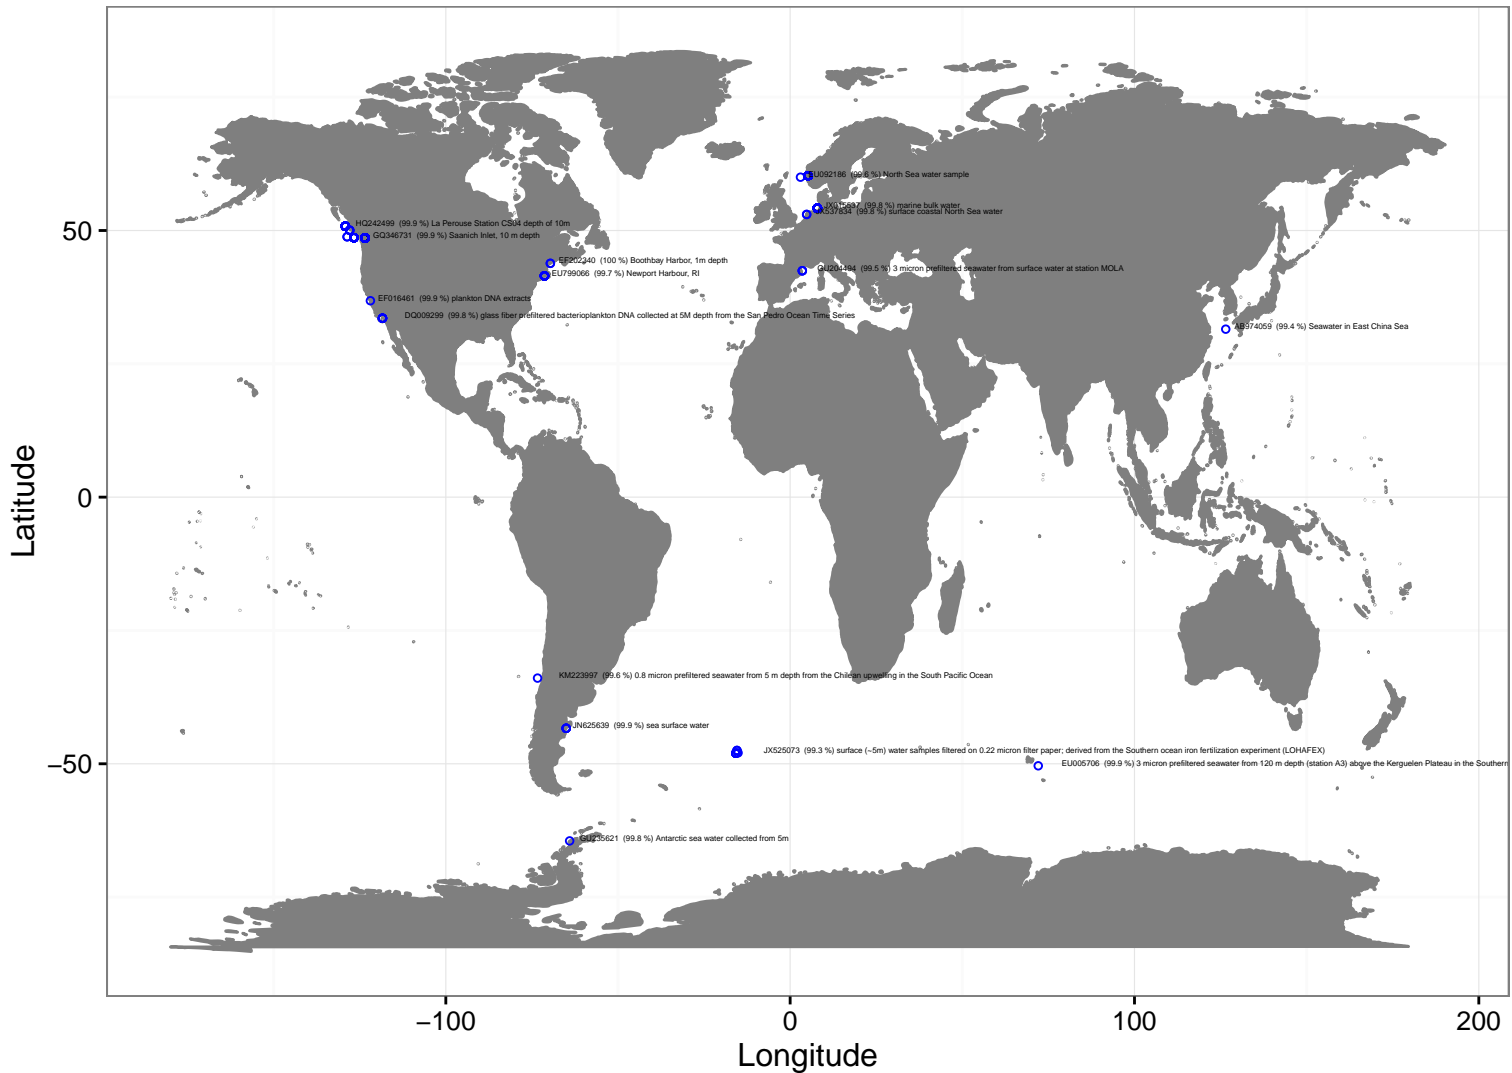 EU092186 (99.6 %) North Sea water sample
JX015637 (99.8 %) marine bulk water
537834 (99.8 %) surface coastal North Sea water
HQ242499 (99.9 %) La Perouse Station CS04 depth of 10m
GQ346731 (99.9 %) Saanich Inlet, 10 m depth
EF202340 (100 %) Boothbay Harbor, 1m depth
EU799066 (99.7 %) Newport Harbour, RI
GU204494 (99.5 %) 3 micron prefiltered seawater from surface water at station MOLA
EF016461 (99.9 %) plankton DNA extracts
DQ009299 (99.8 %) glass fiber prefiltered bacterioplankton DNA collected at 5M depth from the San Pedro Ocean Time Series
AB974059 (99.4 %) Seawater in East China Sea
KM223997 (99.6 %) 0.8 micron prefiltered seawater from 5 m depth from the Chilean upwelling in the South Pacific Ocean
JN625639 (99.9 %) sea surface water
JX525073 (99.3 %) surface (~5m) water samples filtered on 0.22 micron filter paper; derived from the Southern ocean iron fertilization experiment (LOHAFEX)
EU005706 (99.9 %) 3 micron prefiltered seawater from 120 m depth (station A3) above the Kerguelen Plateau in the Southern
GU235621 (99.8 %) Antarctic sea water collected from 5m
50
0
−50
Latitude
−100
0
100
200
Longitude